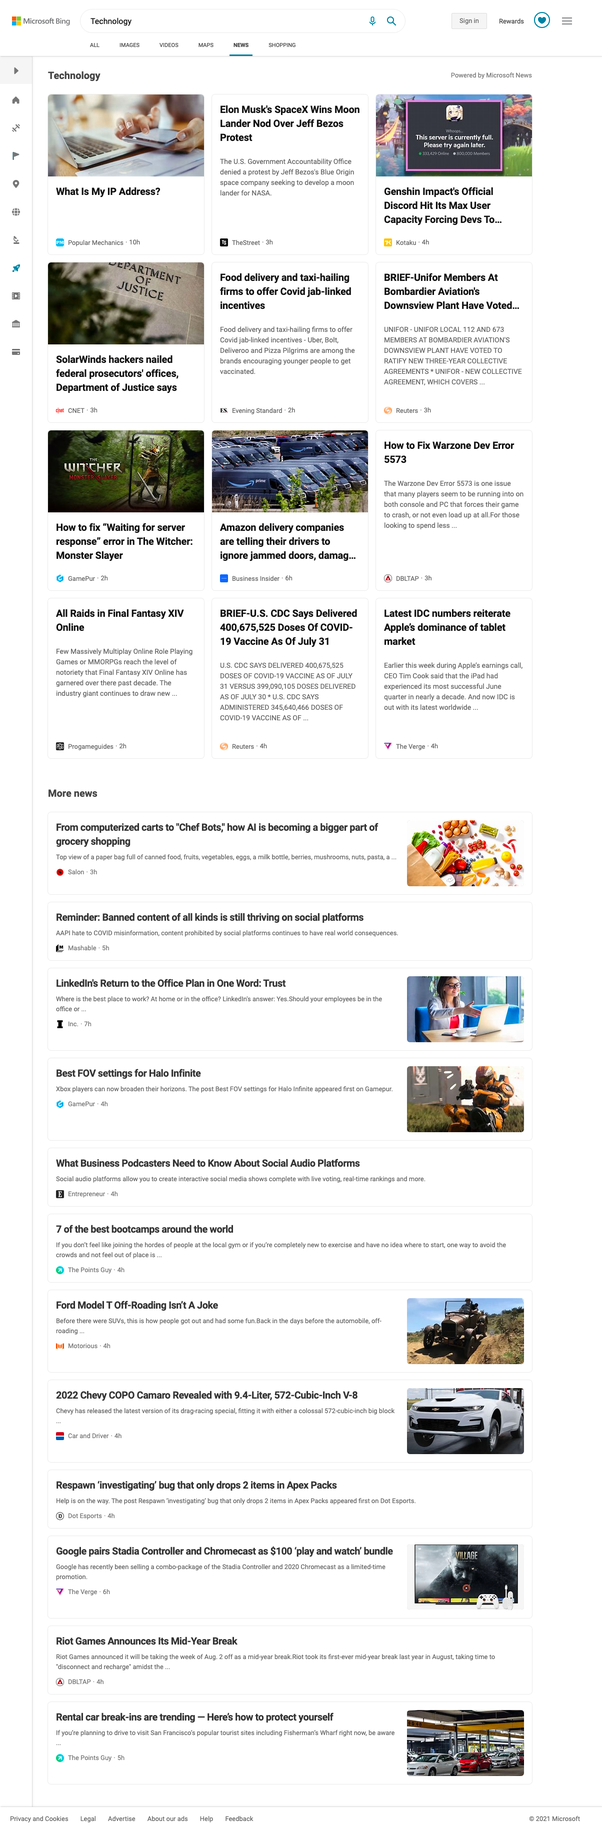 Microsoft Bing
Technology
Sign in
Rewards
ALL
IMAGES
VIDEOS
MAPS
NEWS
SHOPPING
Technology
Powered by Microsoft News
What Is My IP Address?
Popular Mechanics · 10h
Elon Musk's SpaceX Wins Moon
Lander Nod Over Jeff Bezos
Protest
The U.S. Government Accountability Office
denied a protest by Jeff Bezos's Blue Origin
space company seeking to develop a moon
lander for NASA.
TheStreet · 3h
This server is currently full.
Please try again later.
Genshin Impact's Official
Discord Hit Its Max User
Capacity Forcing Devs To...
Kotaku · 4h
DEPARTMENT
OF
JUSTICE
SolarWinds hackers nailed
federal prosecutors' offices,
Department of Justice says
CNET · 3h
Food delivery and taxi-hailing
firms to offer Covid jab-linked
incentives
Food delivery and taxi-hailing firms to offer
Covid jab-linked incentives - Uber, Bolt,
Deliveroo and Pizza Pilgrims are among the
brands encouraging younger people to get
vaccinated.
ES
Evening Standard · 2h
BRIEF-Unifor Members At
Bombardier Aviation's
Downsview Plant Have Voted...
UNIFOR - UNIFOR LOCAL 112 AND 673
MEMBERS AT BOMBARDIER AVIATION'S
DOWNSVIEW PLANT HAVE VOTED TO
RATIFY NEW THREE-YEAR COLLECTIVE
AGREEMENTS * UNIFOR - NEW COLLECTIVE
AGREEMENT, WHICH COVERS ...
Reuters · 3h
THE
WITCHER
How to fix “Waiting for server
response” error in The Witcher:
Monster Slayer
GamePur · 2h
prime
Amazon delivery companies
are telling their drivers to
ignore jammed doors, damag...
Business Insider · 6h
How to Fix Warzone Dev Error
5573
The Warzone Dev Error 5573 is one issue
that many players seem to be running into on
both console and PC that forces their game
to crash, or not even load up at all.For those
looking to spend less ...
DBLTAP · 3h
All Raids in Final Fantasy XIV
Online
Few Massively Multiplay Online Role Playing
Games or MMORPGs reach the level of
notoriety that Final Fantasy XIV Online has
garnered over there past decade. The
industry giant continues to draw new ...
Progameguides · 2h
BRIEF-U.S. CDC Says Delivered
400,675,525 Doses Of COVID-
19 Vaccine As Of July 31
U.S. CDC SAYS DELIVERED 400,675,525
DOSES OF COVID-19 VACCINE AS OF JULY
31 VERSUS 399,090,105 DOSES DELIVERED
AS OF JULY 30 * U.S. CDC SAYS
ADMINISTERED 345,640,466 DOSES OF
COVID-19 VACCINE AS OF ...
Reuters · 4h
Latest IDC numbers reiterate
Apple's dominance of tablet
market
Earlier this week during Apple's earnings call,
CEO Tim Cook said that the iPad had
experienced its most successful June
quarter in nearly a decade. And now IDC is
out with its latest worldwide ...
The Verge · 4h
More news
From computerized carts to "Chef Bots," how AI is becoming a bigger part of
grocery shopping
Top view of a paper bag full of canned food, fruits, vegetables, eggs, a milk bottle, berries, mushrooms, nuts, pasta, a ...
Salon · 3h
Reminder: Banned content of all kinds is still thriving on social platforms
AAPI hate to COVID misinformation, content prohibited by social platforms continues to have real world consequences.
Mashable · 5h
LinkedIn's Return to the Office Plan in One Word: Trust
Where is the best place to work? At home or in the office? LinkedIn's answer: Yes.Should your employees be in the
office or ...
Inc. · 7h
Best FOV settings for Halo Infinite
Xbox players can now broaden their horizons. The post Best FOV settings for Halo Infinite appeared first on Gamepur.
GamePur · 4h
What Business Podcasters Need to Know About Social Audio Platforms
Social audio platforms allow you to create interactive social media shows complete with live voting, real-time rankings and more.
Entrepreneur · 4h
7 of the best bootcamps around the world
If you don't feel like joining the hordes of people at the local gym or if you're completely new to exercise and have no idea where to start, one way to avoid the
crowds and not feel out of place is ...
The Points Guy · 4h
Ford Model T Off-Roading Isn't A Joke
Before there were SUVs, this is how people got out and had some fun.Back in the days before the automobile, off-
roading ...
Motorious · 4h
2022 Chevy COPO Camaro Revealed with 9.4-Liter, 572-Cubic-Inch V-8
Chevy has released the latest version of its drag-racing special, fitting it with either a colossal 572-cubic-inch big block
...
Car and Driver · 4h
Respawn ‘investigating’ bug that only drops 2 items in Apex Packs
Help is on the way. The post Respawn ‘investigating’ bug that only drops 2 items in Apex Packs appeared first on Dot Esports.
Dot Esports · 4h
Google pairs Stadia Controller and Chromecast as $100 ‘play and watch’ bundle
Google has recently been selling a combo-package of the Stadia Controller and 2020 Chromecast as a limited-time
promotion.
The Verge · 6h
VILLAGE
Riot Games Announces Its Mid-Year Break
Riot Games announced it will be taking the week of Aug. 2 off as a mid-year break.Riot took its first-ever mid-year break last year in August, taking time to
"disconnect and recharge" amidst the ...
DBLTAP · 4h
Rental car break-ins are trending — Here's how to protect yourself
If you're planning to drive to visit San Francisco's popular tourist sites including Fisherman's Wharf right now, be aware
...
The Points Guy · 5h
Privacy and Cookies
Legal
Advertise
About our ads
Help
Feedback
© 2021 Microsoft